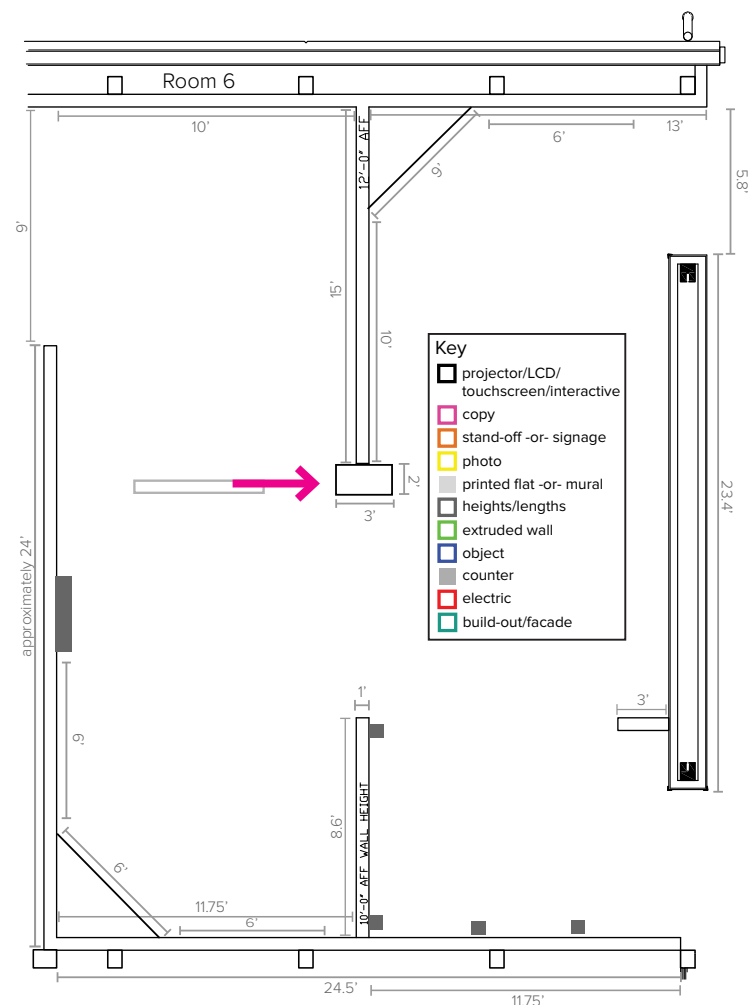 Room 6
10'
12'-0" AFF
6'
13'
9'
5.8'
9'
15'
10'
Key
projector/LCD/
touchscreen/interactive
copy
stand-off -or- signage
photo
printed flat -or- mural
heights/lengths
extruded wall
object
counter
electric
build-out/facade
2'
3'
23.4'
approximately 24'
1'
3'
6'
8.6'
10'-0" AFF WALL HEIGHT
6'
11.75'
6'
24.5'
11.75'